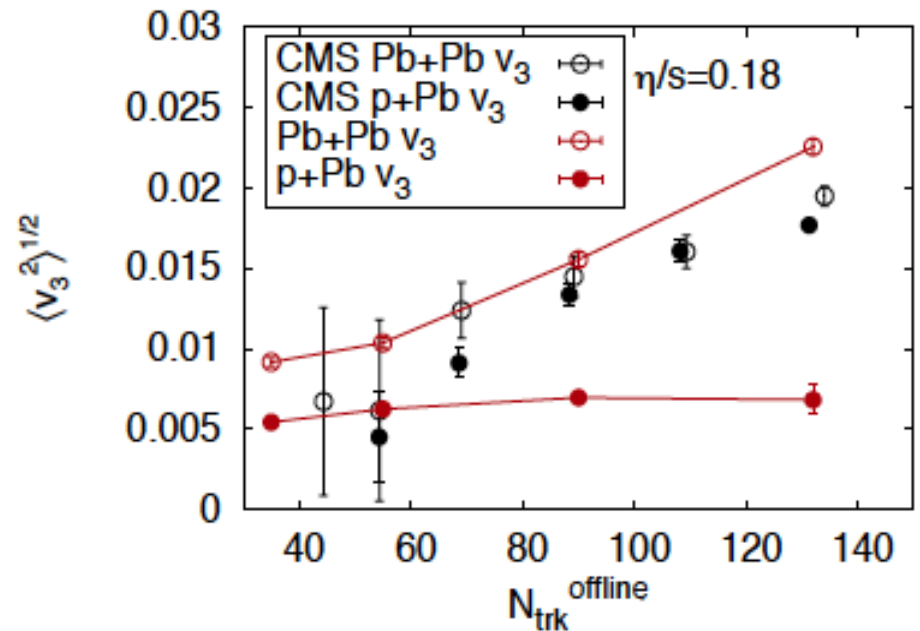 0.03
0.025
0.02
0.015
0.01
0.005
0
⟨v₃²⟩^1/2
CMS Pb+Pb v₃
CMS p+Pb v₃
Pb+Pb v₃
p+Pb v₃
η/s=0.18
40 60 80 100 120 140
N_trk^offline